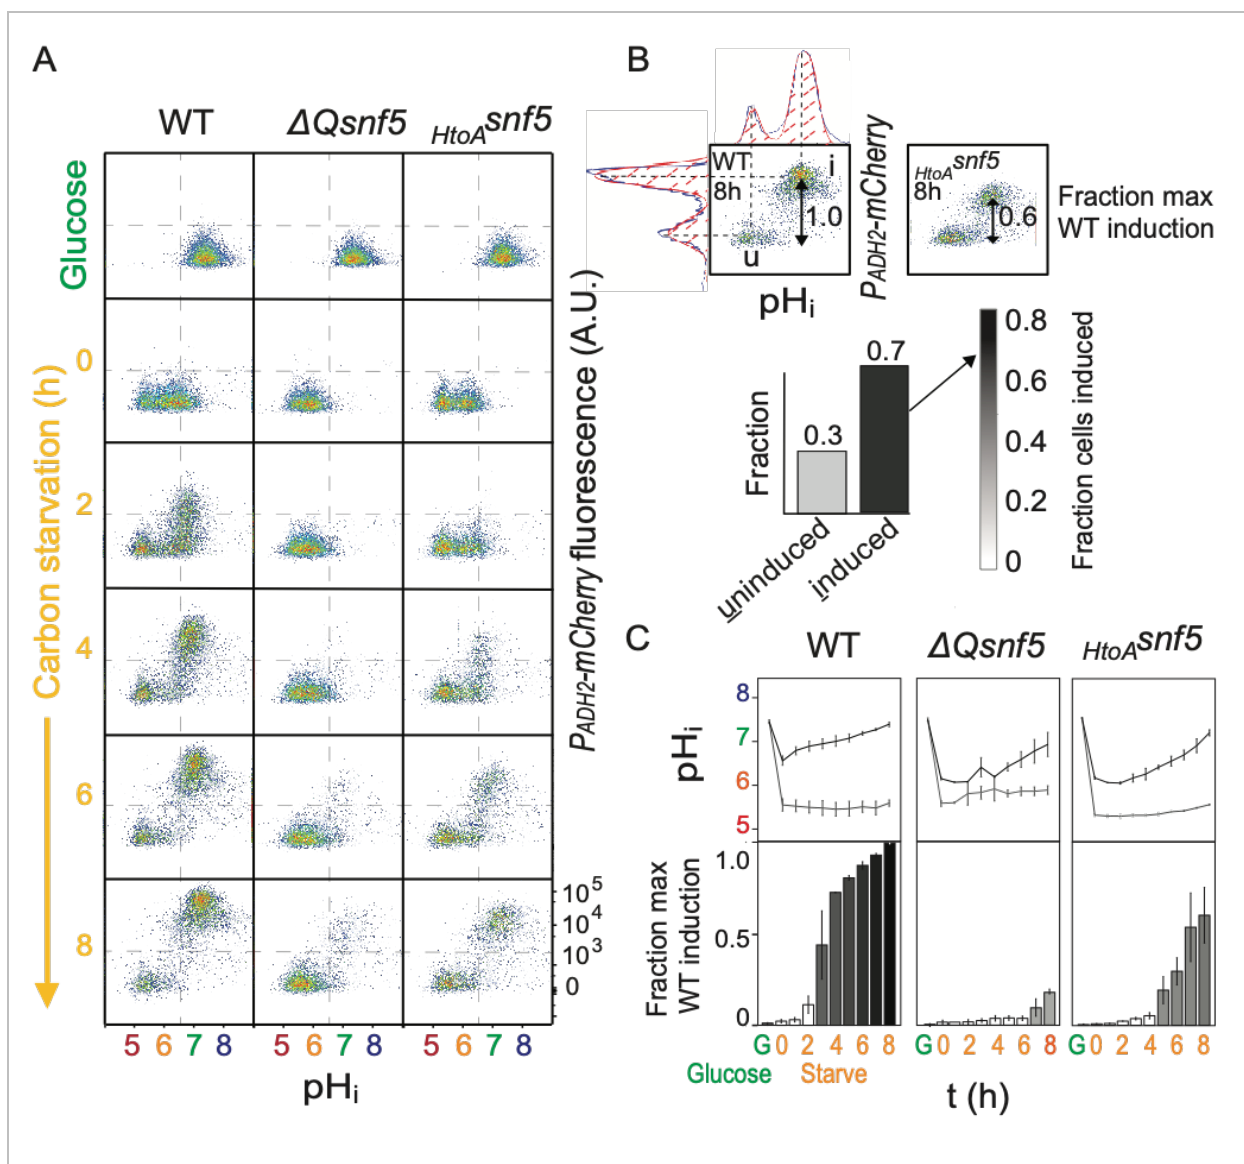 A
WT
ΔQsnf5
HtoAsnf5
Glucose
Carbon starvation (h)
0
2
4
6
8
10⁵
10⁴
10³
0
5 6 7 8
5 6 7 8
5 6 7 8
pHi
PADH2-mCherry fluorescence (A.U.)
B
WT
8h
i
1.0
u
pHi
PADH2-mCherry
HtoAsnf5
8h
0.6
Fraction max
WT induction
Fraction
0.3
0.7
uninduced
induced
0.8
0.6
0.4
0.2
0
Fraction cells induced
C
WT
ΔQsnf5
HtoAsnf5
pHi
8
7
6
5
Fraction max
WT induction
1.0
0.5
0
G 0 2 4 6 8
G 0 2 4 6 8
G 0 2 4 6 8
Glucose
Starve
t (h)